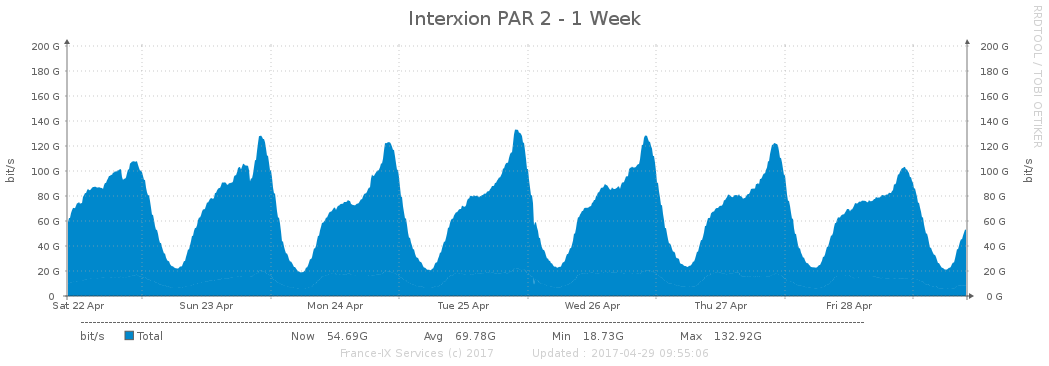 Interxion PAR 2 - 1 Week
RRDTOOL / TOBI OETIKER
bit/s
200 G 200 G
180 G 180 G
160 G 160 G
140 G 140 G
120 G 120 G
100 G 100 G
80 G 80 G
60 G 60 G
40 G 40 G
20 G 20 G
0 0 G
bit/s
Sat 22 Apr Sun 23 Apr Mon 24 Apr Tue 25 Apr Wed 26 Apr Thu 27 Apr Fri 28 Apr
bit/s Total Now 54.69G Avg 69.78G Min 18.73G Max 132.92G
France-IX Services (c) 2017 Updated : 2017-04-29 09:55:06